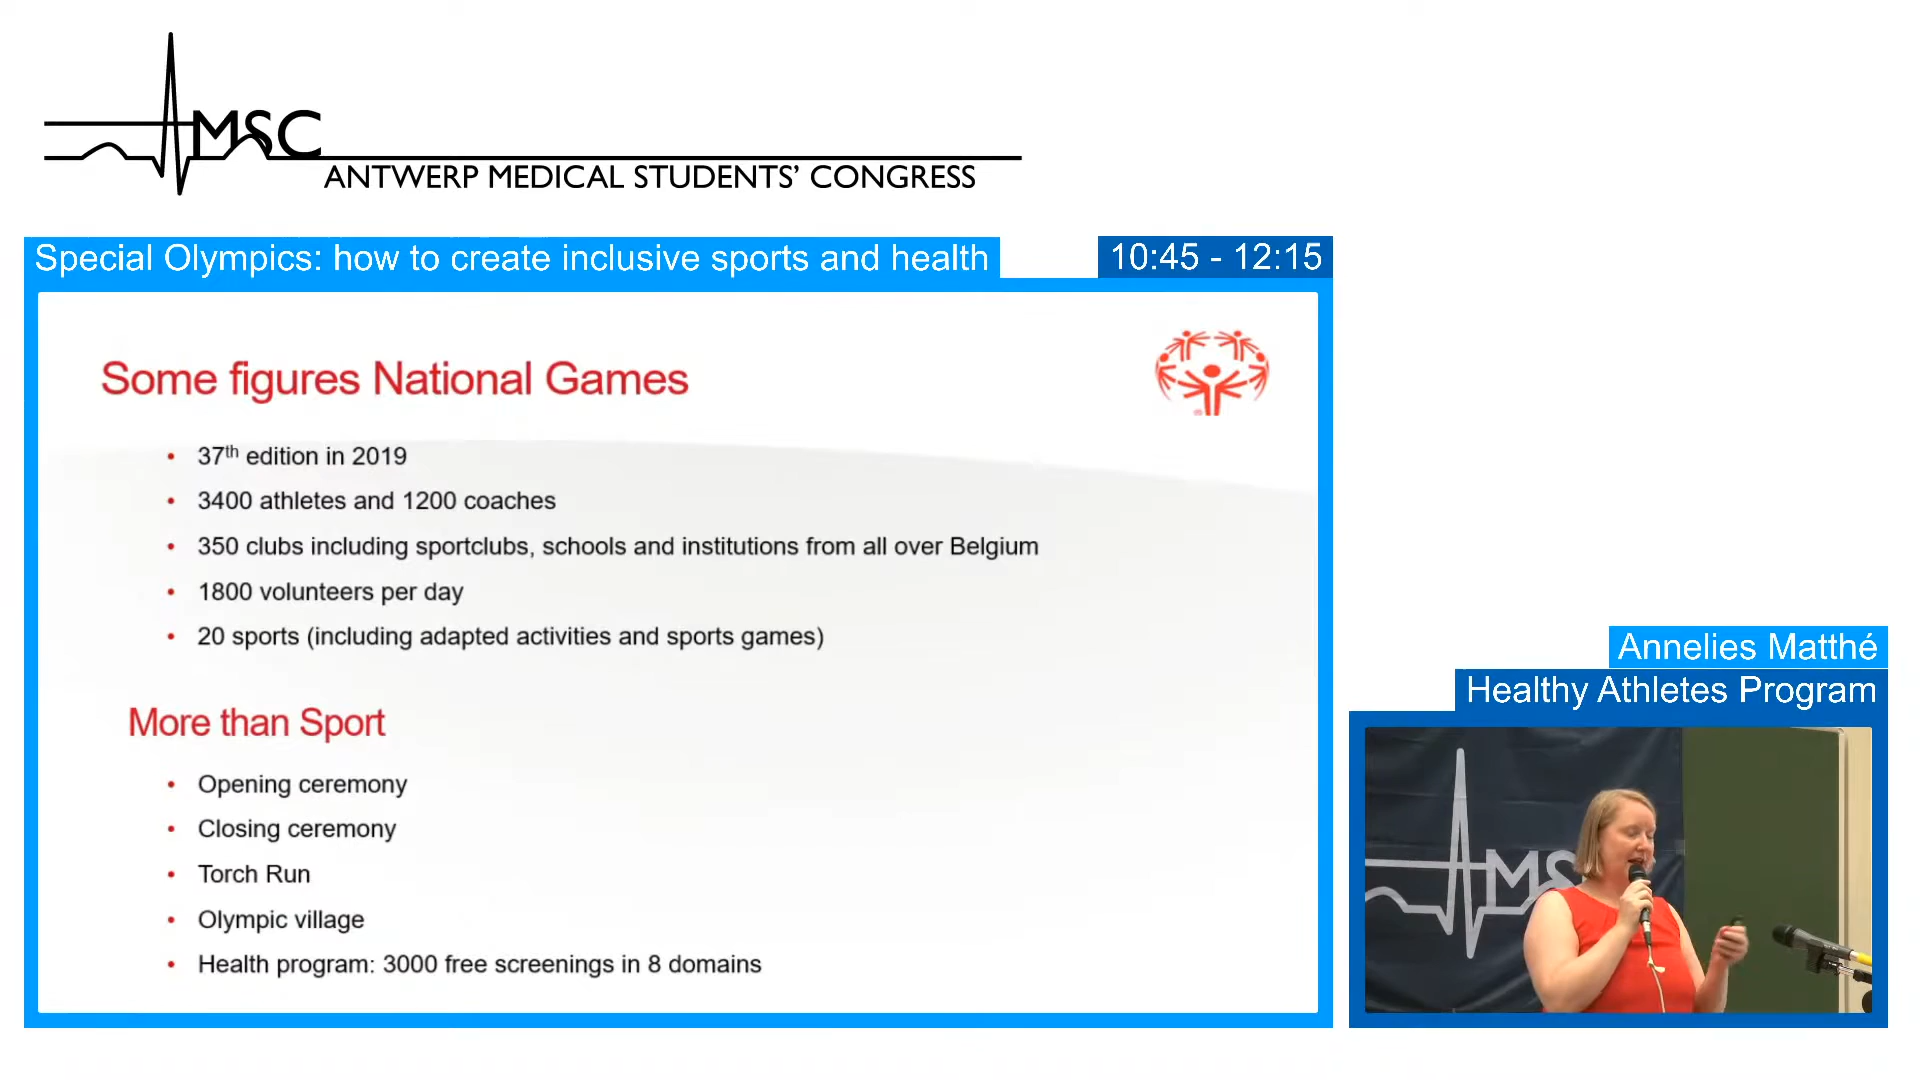 AMSC
ANTWERP MEDICAL STUDENTS’ CONGRESS
Special Olympics: how to create inclusive sports and health
10:45 - 12:15
Some figures National Games
• 37th edition in 2019
• 3400 athletes and 1200 coaches
• 350 clubs including sportclubs, schools and institutions from all over Belgium
• 1800 volunteers per day
• 20 sports (including adapted activities and sports games)
More than Sport
• Opening ceremony
• Closing ceremony
• Torch Run
• Olympic village
• Health program: 3000 free screenings in 8 domains
Annelies Matthé
Healthy Athletes Program
AMS